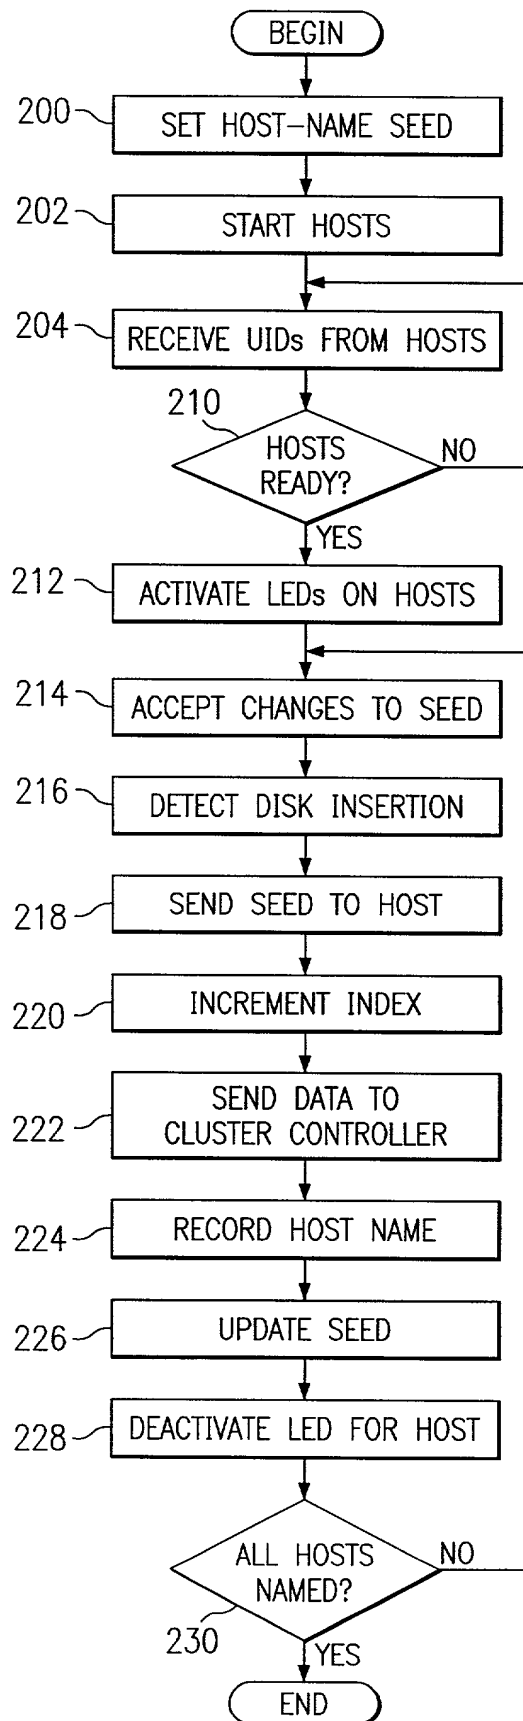 BEGIN
200
SET HOST-NAME SEED
202
START HOSTS
204
RECEIVE UIDs FROM HOSTS
210
HOSTS
READY?
NO
YES
212
ACTIVATE LEDs ON HOSTS
214
ACCEPT CHANGES TO SEED
216
DETECT DISK INSERTION
218
SEND SEED TO HOST
220
INCREMENT INDEX
222
SEND DATA TO
CLUSTER CONTROLLER
224
RECORD HOST NAME
226
UPDATE SEED
228
DEACTIVATE LED FOR HOST
ALL HOSTS
NAMED?
NO
230
YES
END